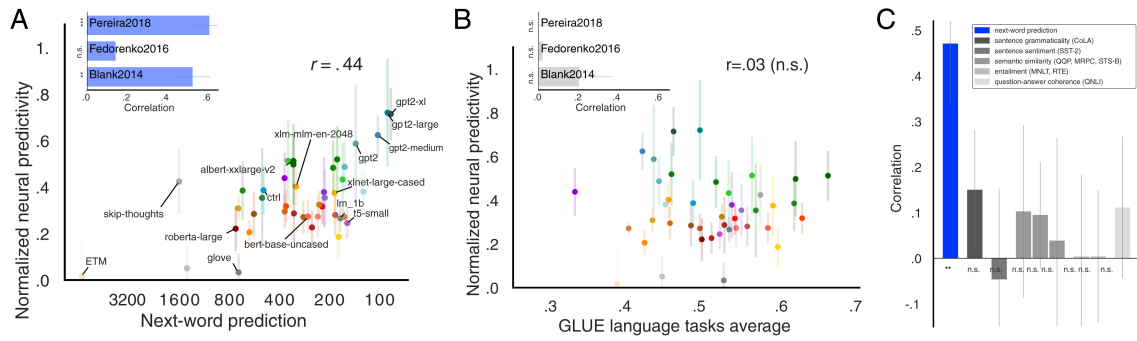 A
***
Pereira2018
n.s.
Fedorenko2016
**
Blank2014
.0 .2 .4 .6
Correlation
r = .44
Normalized neural predictivity
1.
.8
.6
.4
.2
.0
gpt2-xl
gpt2-large
gpt2-medium
gpt2
xlm-mlm-en-2048
albert-xxlarge-v2
xlnet-large-cased
ctrl
lm_1b
t5-small
skip-thoughts
roberta-large
bert-base-uncased
glove
ETM
3200 1600 800 400 200 100
Next-word prediction
B
Pereira2018
n.s.
Fedorenko2016
n.s.
Blank2014
.0 .2 .4 .6
Correlation
r=.03 (n.s.)
Normalized neural predictivity
1.
.8
.6
.4
.2
.0
.3 .4 .5 .6 .7
GLUE language tasks average
C
next-word prediction
sentence grammaticality (CoLA)
sentence sentiment (SST-2)
semantic similarity (QQP, MRPC, STS-B)
entailment (MNLT, RTE)
question-answer coherence (QNLI)
Correlation
.5
.4
.3
.2
.1
.0
-.1
** n.s. n.s. n.s. n.s. n.s. n.s. n.s. n.s.